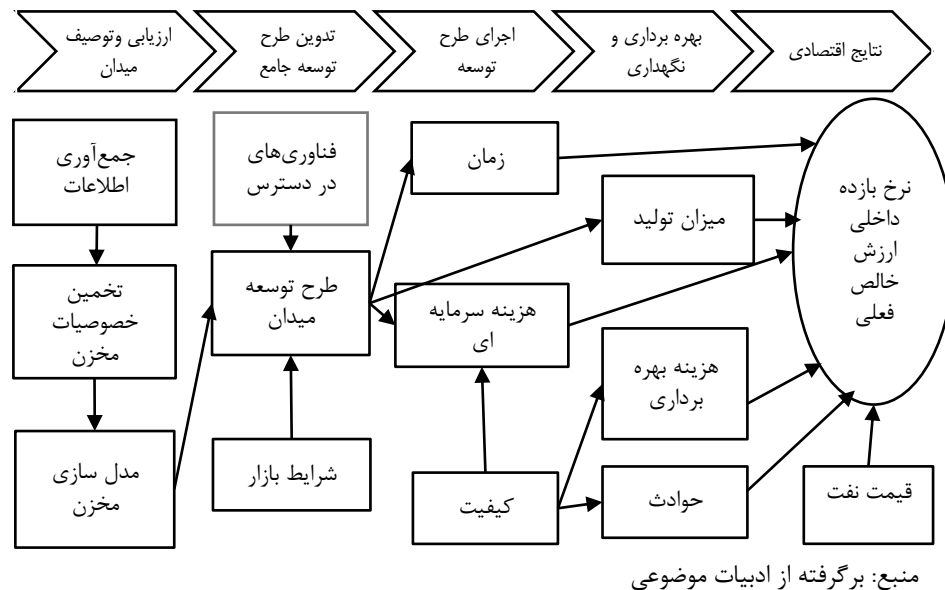 ارزیابی وتوصیف
میدان
تدوین طرح
توسعه جامع
اجرای طرح
توسعه
بهره برداری و
نگهداری
نتایج اقتصادی
جمع‌آوری
اطلاعات
فناوری‌های
در دسترس
زمان
میزان تولید
نرخ بازده
داخلی
ارزش
خالص
فعلی
تخمین
خصوصیات
مخزن
طرح توسعه
میدان
هزینه سرمایه
ای
هزینه بهره
برداری
مدل سازی
مخزن
شرایط بازار
کیفیت
حوادث
قیمت نفت
منبع: برگرفته از ادبیات موضوعی